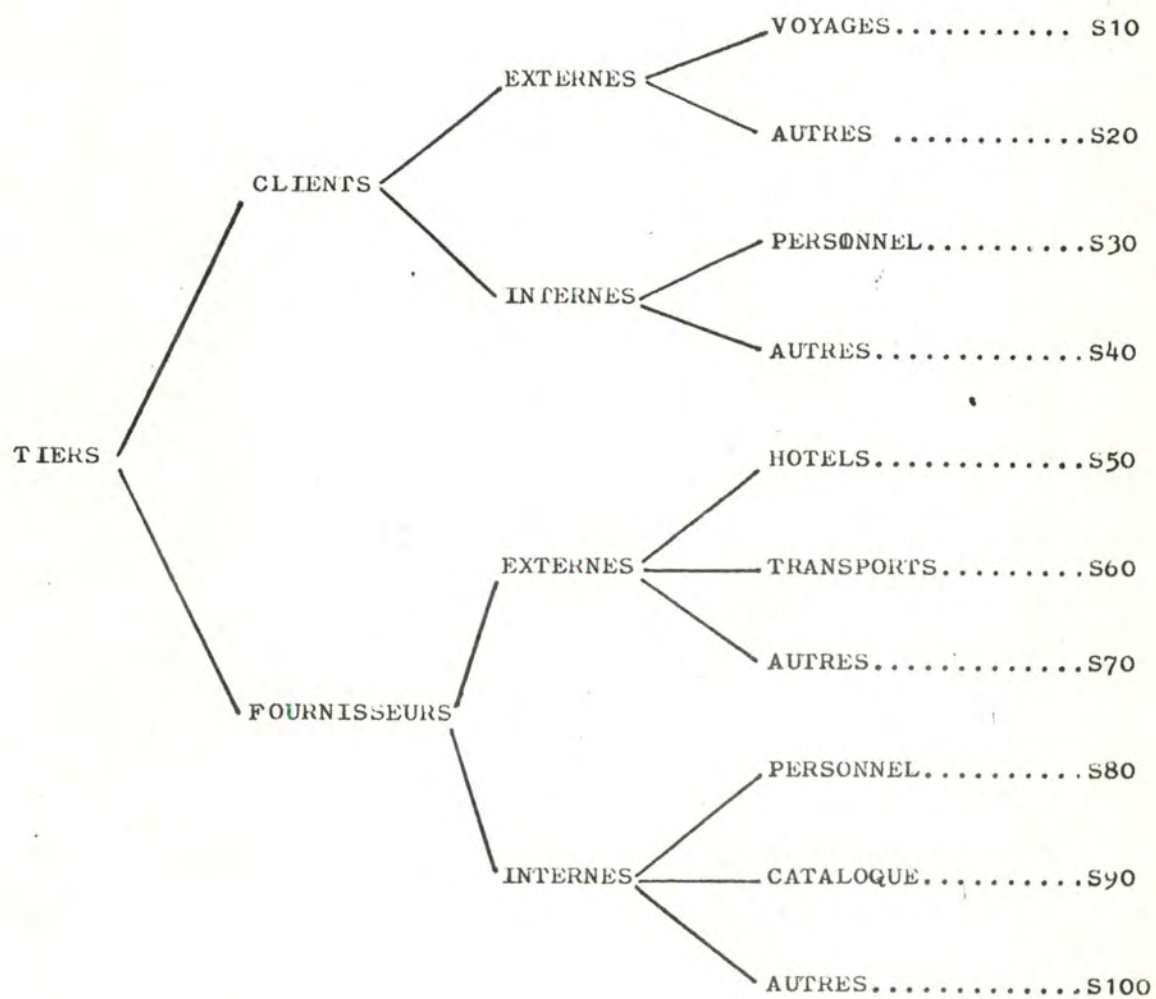 VOYAGES........... S10
EXTERNES
AUTRES ............S20
CLIENTS
PERSONNEL..........S30
INTERNES
AUTRES.............S40
TIERS
HOTELS.............S50
EXTERNES
TRANSPORTS.........S60
AUTRES.............S70
FOURNISSEURS
PERSONNEL..........S80
INTERNES
CATALOQUE..........S90
AUTRES.............S100